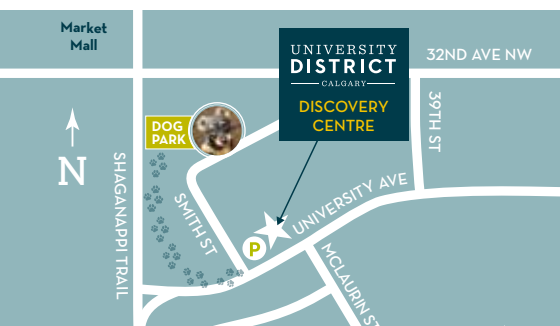 Market
Mall
UNIVERSITY
DISTRICT
CALGARY
DISCOVERY
CENTRE
32ND AVE NW
39TH ST
DOG
PARK
N
SHAGANAPPI TRAIL
SMITH ST
UNIVERSITY AVE
P
MCLAURIN ST